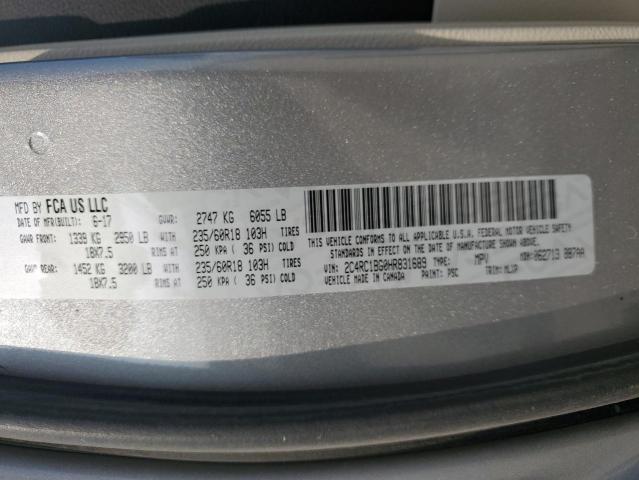 MFD BY FCA US LLC
DATE OF MFR(BUILT): 6-17 GVWR: 2747 KG 6055 LB
GAWR FRONT: 1339 KG 2950 LB WITH 235/60R18 103H TIRES
18X7.5 RIMS AT 250 KPA ( 36 PSI) COLD
GAWR REAR: 1452 KG 3200 LB WITH 235/60R18 103H TIRES
18X7.5 RIMS AT 250 KPA ( 36 PSI) COLD
THIS VEHICLE CONFORMS TO ALL APPLICABLE U.S.A. FEDERAL MOTOR VEHICLE SAFETY
STANDARDS IN EFFECT ON THE DATE OF MANUFACTURE SHOWN ABOVE.
VIN: 2C4RC1BG0HR831689 TYPE: MPV MDH: 062713 887AA
VEHICLE MADE IN CANADA PAINT: PSC TRIM: